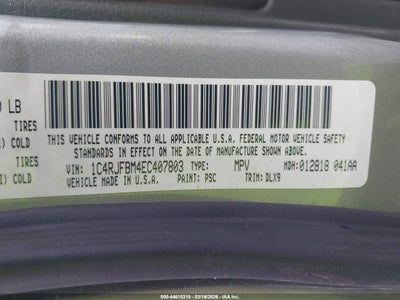 0 LB
TIRES
I) COLD
TIRES
I) COLD
THIS VEHICLE CONFORMS TO ALL APPLICABLE U.S.A. FEDERAL MOTOR VEHICLE SAFETY
STANDARDS IN EFFECT ON THE DATE OF MANUFACTURE SHOWN ABOVE.
VIN: 1C4RJFBM4EC407803 TYPE: MPV MDH: 012818 041AA
VEHICLE MADE IN U.S.A. PAINT: PSC TRIM: DLX9
000-44610316 - 03/16/2026 - IAA Inc.